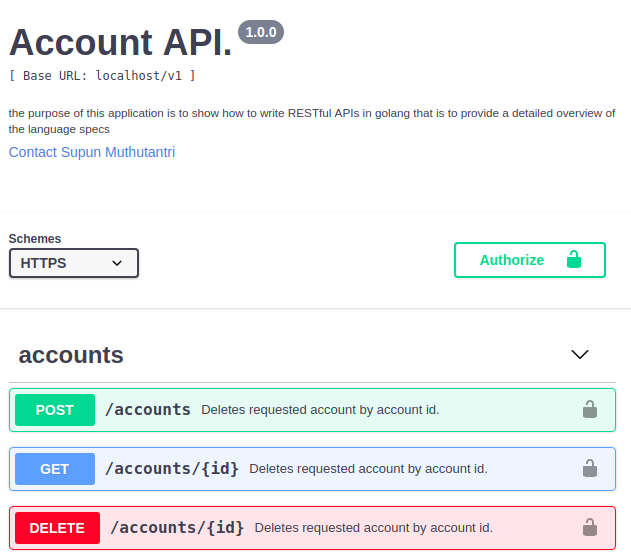 Account API. 1.0.0
[ Base URL: localhost/v1 ]
the purpose of this application is to show how to write RESTful APIs in golang that is to provide a detailed overview of
the language specs
Contact Supun Muthutantri
Schemes
HTTPS
Authorize
accounts
POST /accounts Deletes requested account by account id.
GET /accounts/{id} Deletes requested account by account id.
DELETE /accounts/{id} Deletes requested account by account id.